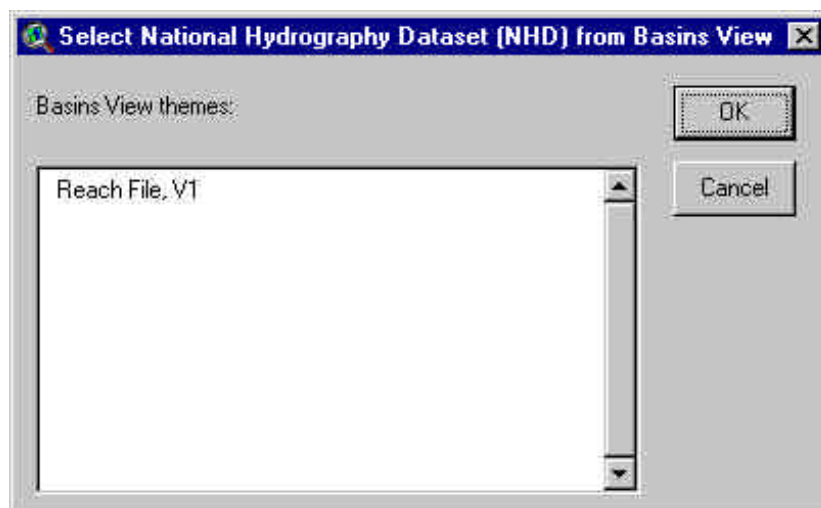 Select National Hydrography Dataset (NHD) from Basins View
Basins View themes:
OK
Reach File, V1
Cancel